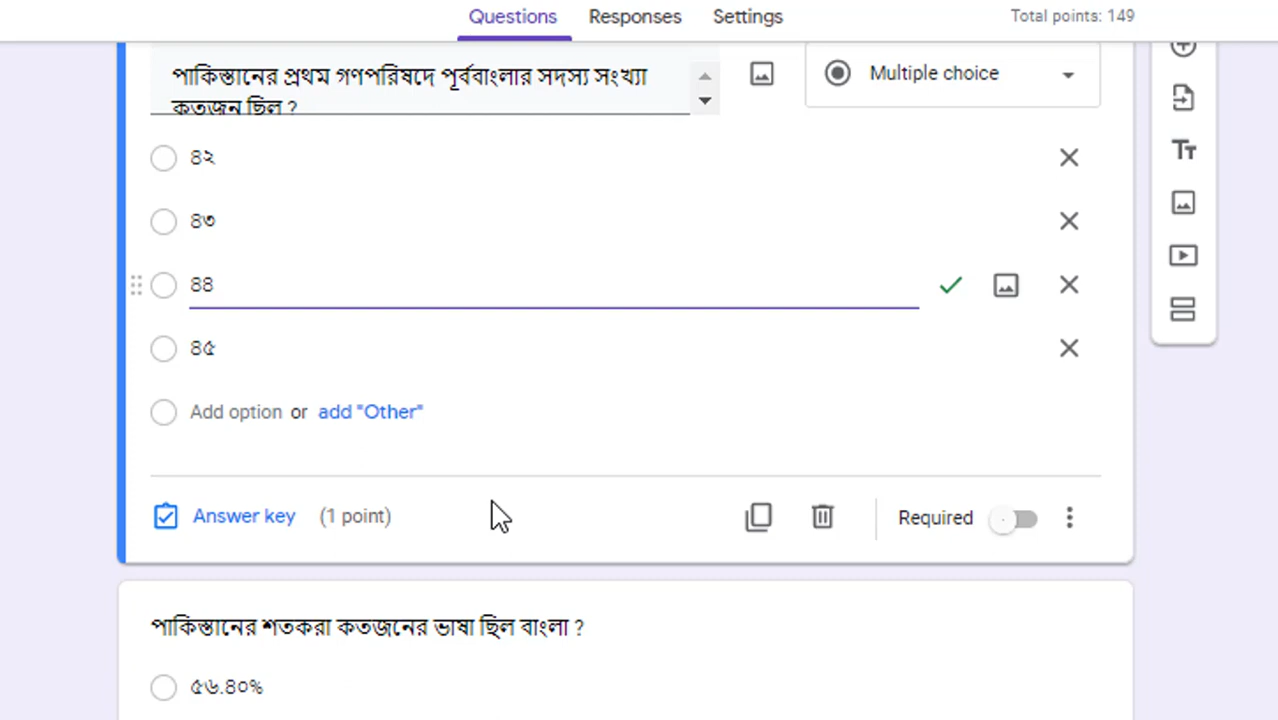 Questions Responses Settings Total points: 149
পাকিস্তানের প্রথম গণপরিষদে পূর্ববাংলার সদস্য সংখ্যা
কতজন ছিল ?
Multiple choice
৪২
৪৩
৪৪
৪৫
Add option or add "Other"
Answer key (1 point) Required
পাকিস্তানের শতকরা কতজনের ভাষা ছিল বাংলা ?
৫৬.৪০%